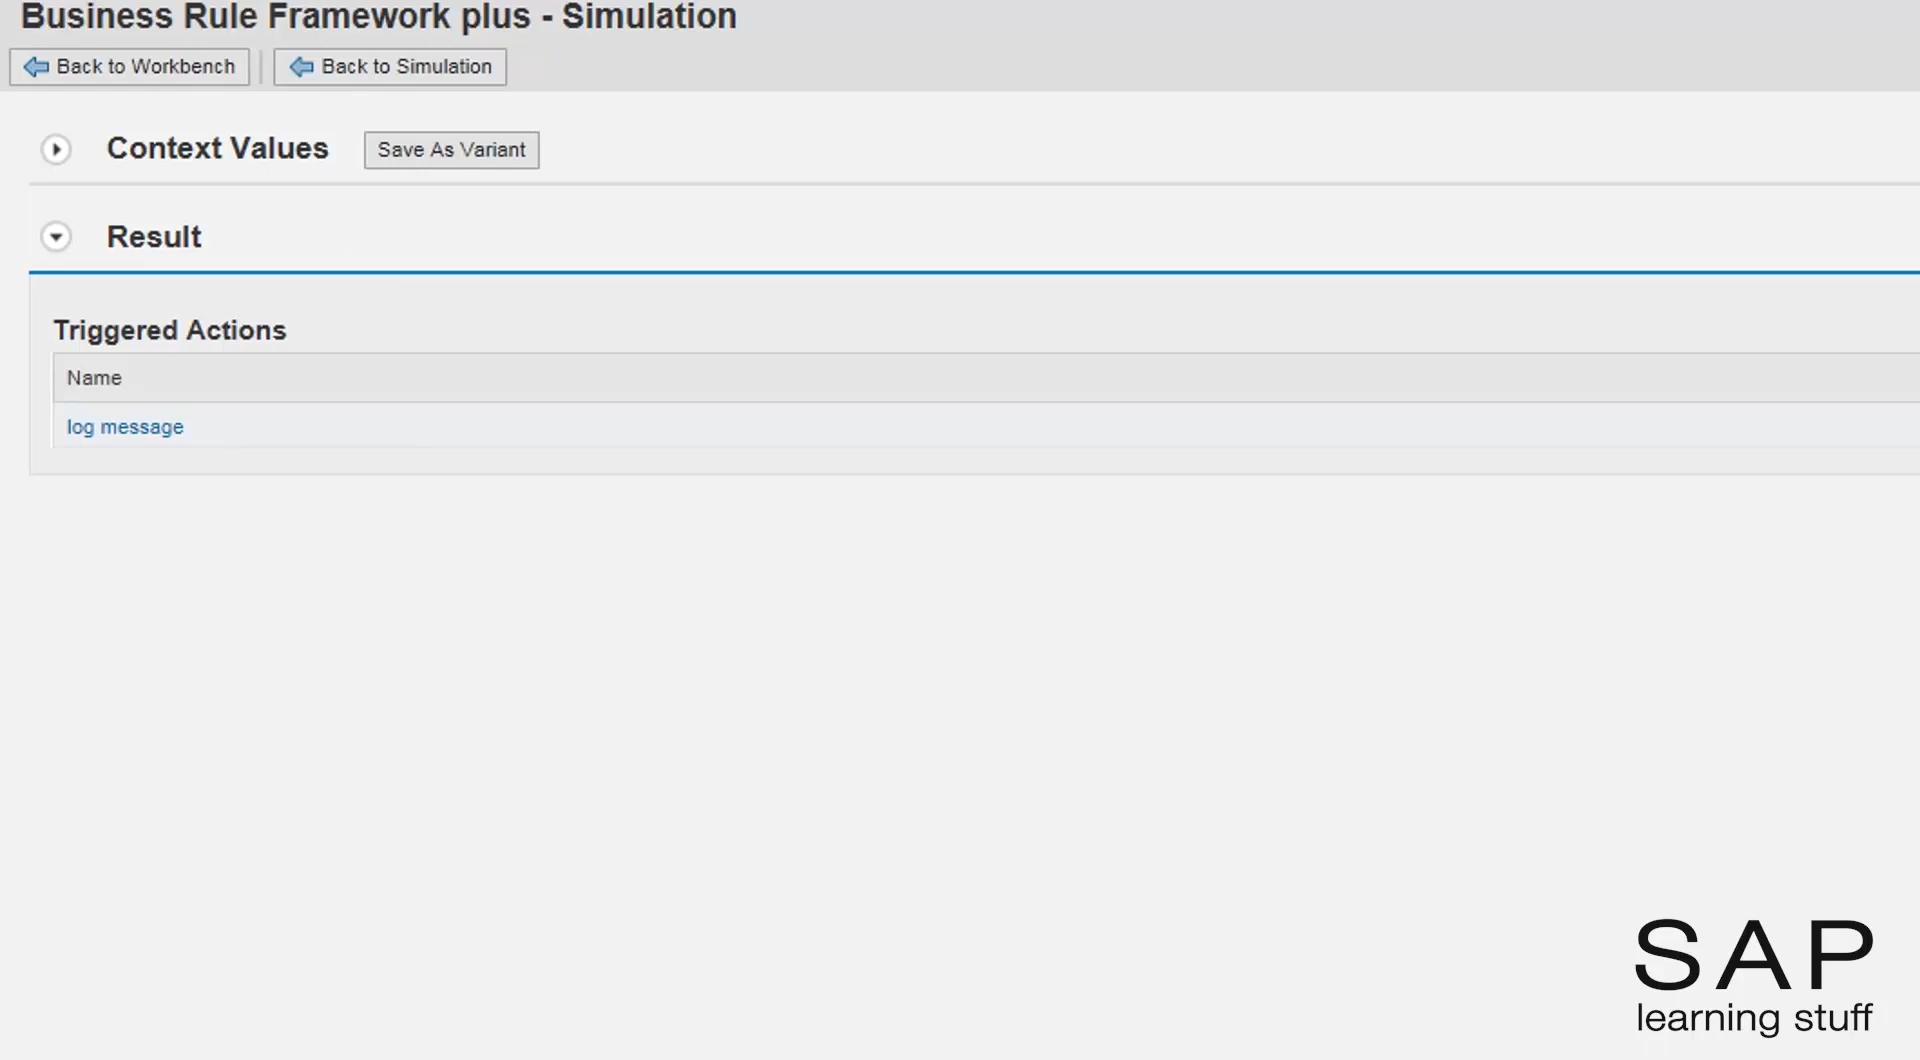 Business Rule Framework plus - Simulation
Back to Workbench
Back to Simulation
Context Values
Save As Variant
Result
Triggered Actions
Name
log message
SAP
learning stuff